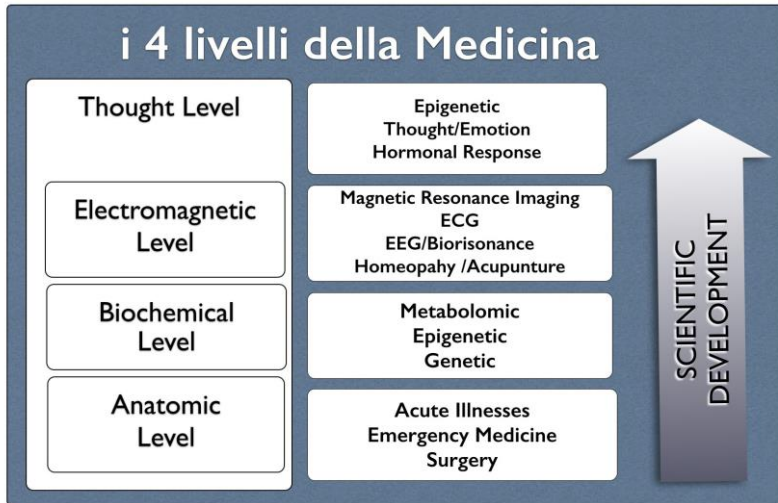 i 4 livelli della Medicina
Thought Level
Epigenetic
Thought/Emotion
Hormonal Response
Electromagnetic
Level
Magnetic Resonance Imaging
ECG
EEG/Biorisonance
Homeopahy /Acupunture
Biochemical
Level
Metabolomic
Epigenetic
Genetic
Anatomic
Level
Acute Illnesses
Emergency Medicine
Surgery
SCIENTIFIC
DEVELOPMENT